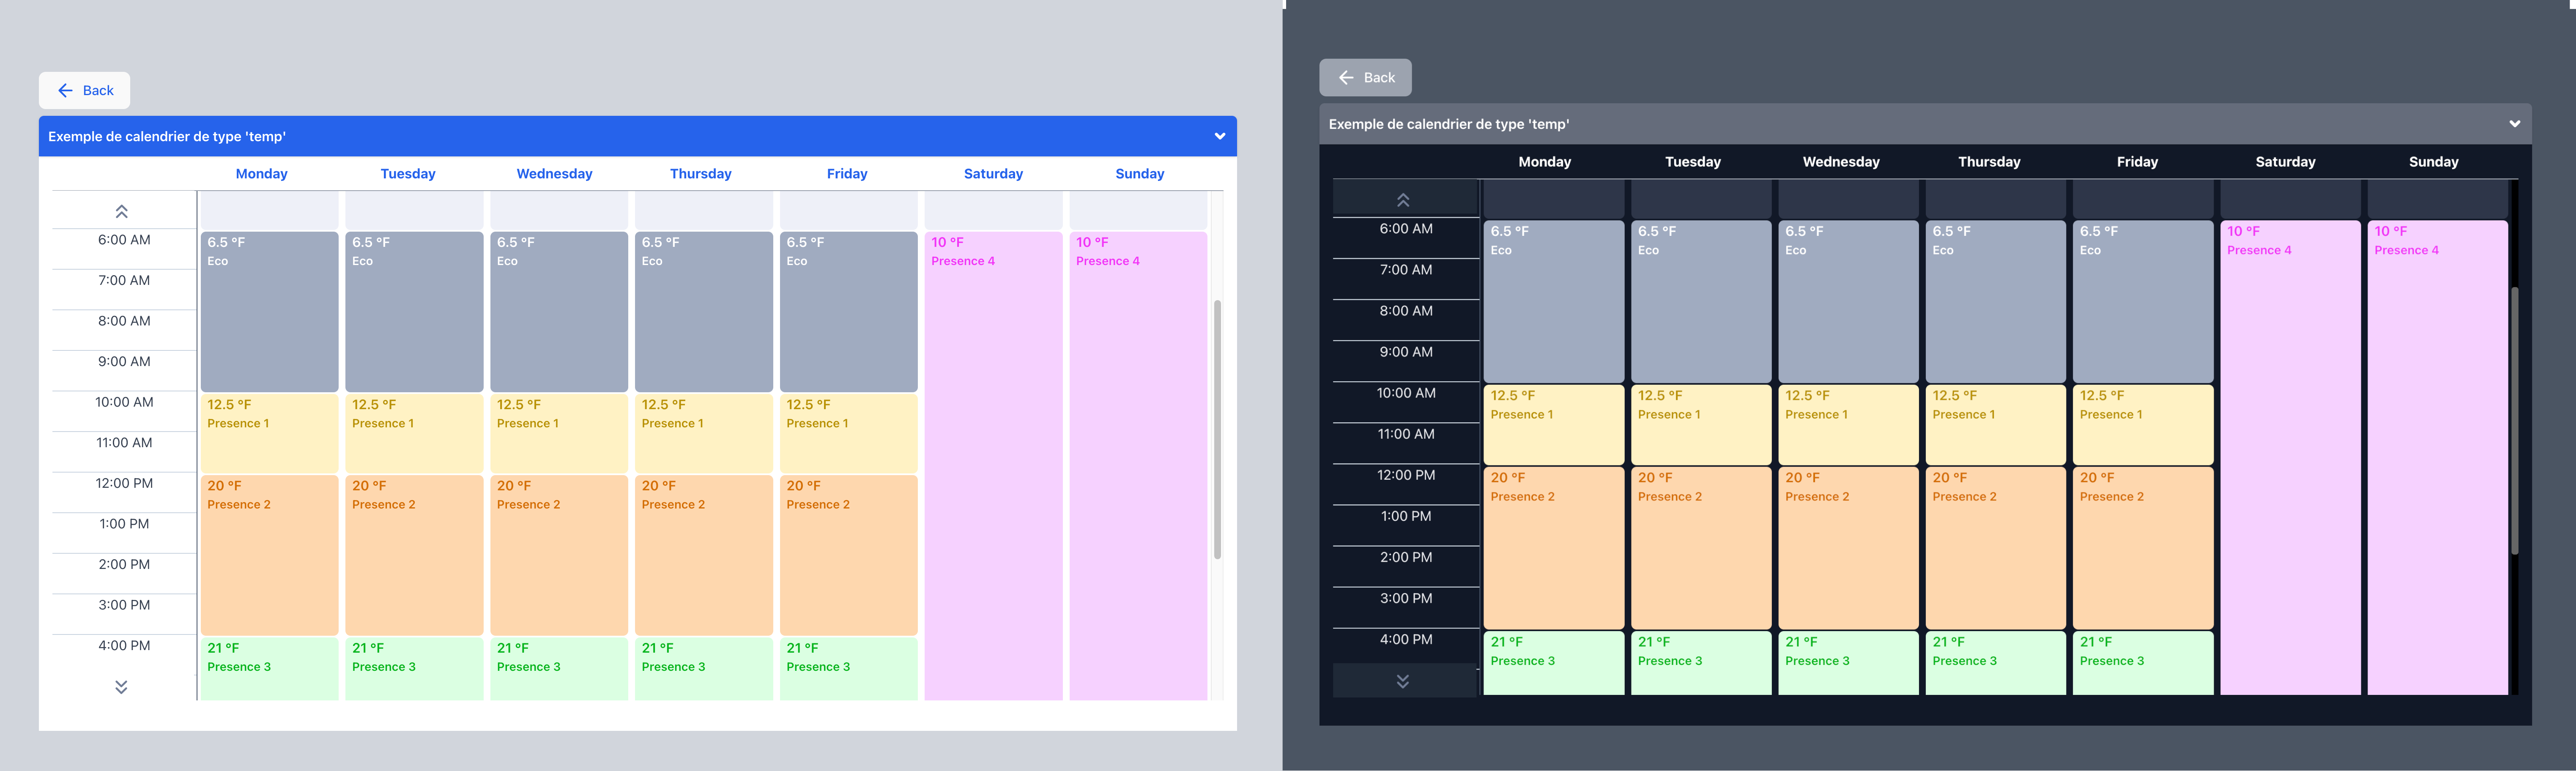 Back
Exemple de calendrier de type 'temp'
Monday Tuesday Wednesday Thursday Friday Saturday Sunday
6:00 AM 6.5 °F 6.5 °F 6.5 °F 6.5 °F 6.5 °F 10 °F 10 °F
Eco Eco Eco Eco Eco Presence 4 Presence 4
7:00 AM
8:00 AM
9:00 AM
10:00 AM 12.5 °F 12.5 °F 12.5 °F 12.5 °F 12.5 °F
Presence 1 Presence 1 Presence 1 Presence 1 Presence 1
11:00 AM
12:00 PM 20 °F 20 °F 20 °F 20 °F 20 °F
Presence 2 Presence 2 Presence 2 Presence 2 Presence 2
1:00 PM
2:00 PM
3:00 PM
4:00 PM 21 °F 21 °F 21 °F 21 °F 21 °F
Presence 3 Presence 3 Presence 3 Presence 3 Presence 3
Back
Exemple de calendrier de type 'temp'
Monday Tuesday Wednesday Thursday Friday Saturday Sunday
6:00 AM 6.5 °F 6.5 °F 6.5 °F 6.5 °F 6.5 °F 10 °F 10 °F
Eco Eco Eco Eco Eco Presence 4 Presence 4
7:00 AM
8:00 AM
9:00 AM
10:00 AM 12.5 °F 12.5 °F 12.5 °F 12.5 °F 12.5 °F
Presence 1 Presence 1 Presence 1 Presence 1 Presence 1
11:00 AM
12:00 PM 20 °F 20 °F 20 °F 20 °F 20 °F
Presence 2 Presence 2 Presence 2 Presence 2 Presence 2
1:00 PM
2:00 PM
3:00 PM
4:00 PM 21 °F 21 °F 21 °F 21 °F 21 °F
Presence 3 Presence 3 Presence 3 Presence 3 Presence 3